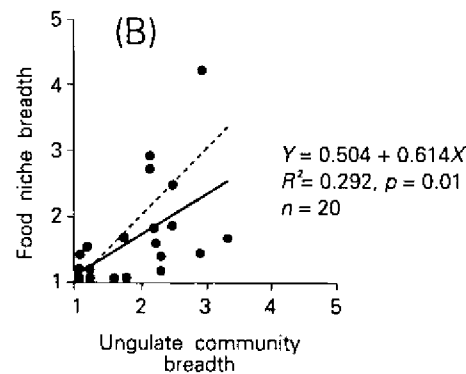 (B)
5
4
3
2
1
Food niche breadth
Y = 0.504 + 0.614X
R²= 0.292, p = 0.01
n = 20
1 2 3 4 5
Ungulate community
breadth